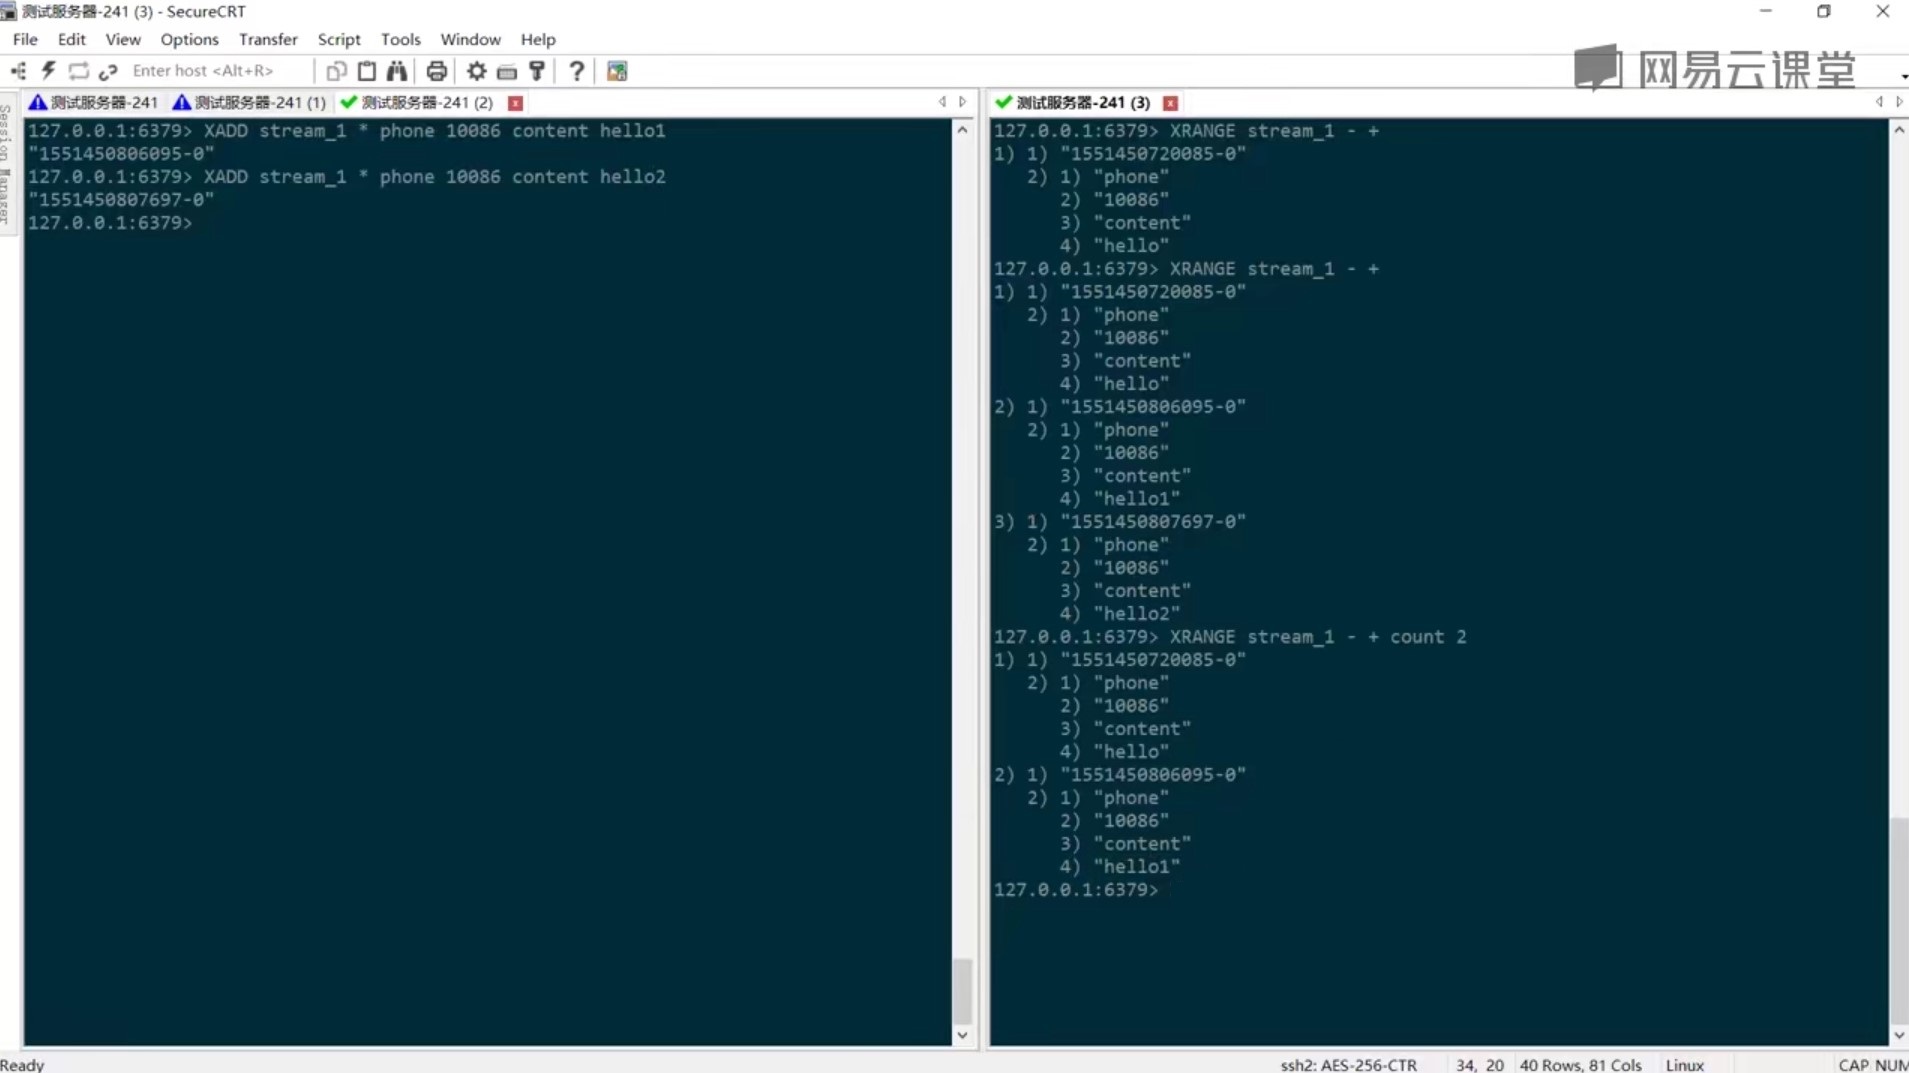 测试服务器-241 (3) - SecureCRT
File Edit View Options Transfer Script Tools Window Help
Enter host <Alt+R>
网易云课堂
Session Manager
测试服务器-241 测试服务器-241 (1) 测试服务器-241 (2)
127.0.0.1:6379> XADD stream_1 * phone 10086 content hello1
"1551450806095-0"
127.0.0.1:6379> XADD stream_1 * phone 10086 content hello2
"1551450807697-0"
127.0.0.1:6379>
测试服务器-241 (3)
127.0.0.1:6379> XRANGE stream_1 - +
1) 1) "1551450720085-0"
2) 1) "phone"
2) "10086"
3) "content"
4) "hello"
127.0.0.1:6379> XRANGE stream_1 - +
1) 1) "1551450720085-0"
2) 1) "phone"
2) "10086"
3) "content"
4) "hello"
2) 1) "1551450806095-0"
2) 1) "phone"
2) "10086"
3) "content"
4) "hello1"
3) 1) "1551450807697-0"
2) 1) "phone"
2) "10086"
3) "content"
4) "hello2"
127.0.0.1:6379> XRANGE stream_1 - + count 2
1) 1) "1551450720085-0"
2) 1) "phone"
2) "10086"
3) "content"
4) "hello"
2) 1) "1551450806095-0"
2) 1) "phone"
2) "10086"
3) "content"
4) "hello1"
127.0.0.1:6379>
Ready ssh2: AES-256-CTR 34, 20 40 Rows, 81 Cols Linux CAP NUM